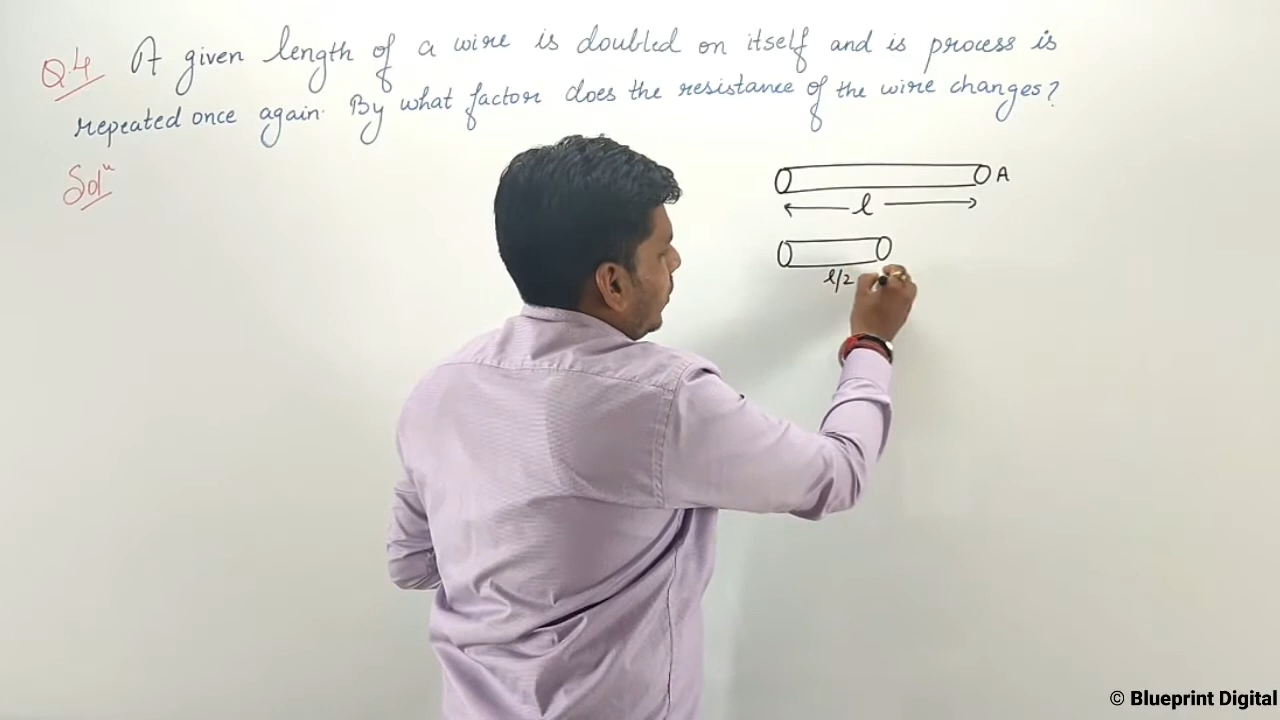 Q.4 A given length of a wire is doubled on itself and is process is
repeated once again. By what factor does the resistance of the wire changes?
Solⁿ
A
l
l/2
© Blueprint Digital